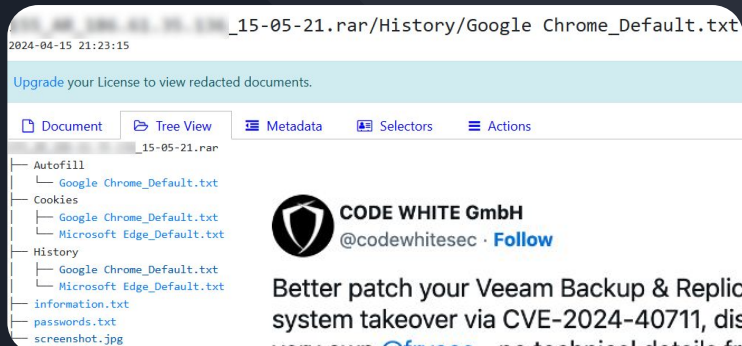 _15-05-21.rar/History/Google Chrome_Default.txt
2024-04-15 21:23:15
Upgrade your License to view redacted documents.
Document Tree View Metadata Selectors Actions
_15-05-21.rar
├── Autofill
│ └── Google Chrome_Default.txt
├── Cookies
│ ├── Google Chrome_Default.txt
│ └── Microsoft Edge_Default.txt
├── History
│ ├── Google Chrome_Default.txt
│ └── Microsoft Edge_Default.txt
├── information.txt
├── passwords.txt
├── screenshot.jpg
CODE WHITE GmbH
@codewhitesec · Follow
Better patch your Veeam Backup & Replic
system takeover via CVE-2024-40711, dis